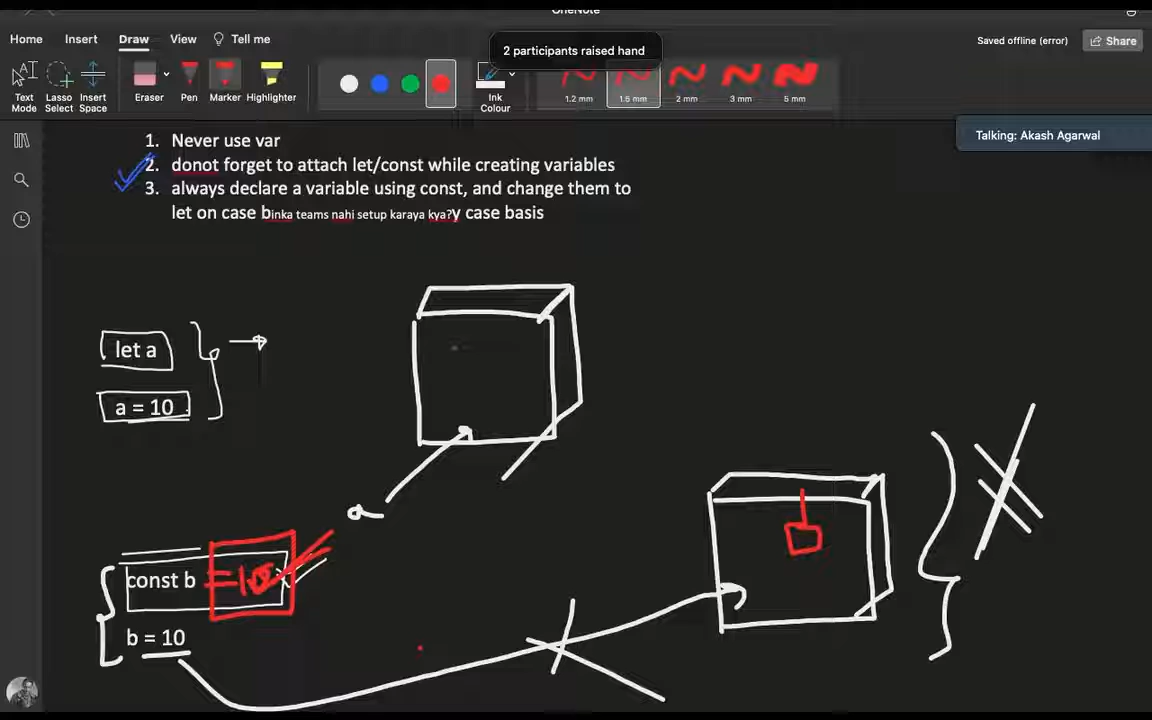 OneNote
Home Insert Draw View Tell me
2 participants raised hand
Saved offline (error) Share
Text Mode
Lasso Select
Insert Space
Eraser
Pen
Marker
Highlighter
Ink Colour
1.2 mm 1.5 mm 2 mm 3 mm 5 mm
Talking: Akash Agarwal
1. Never use var
2. donot forget to attach let/const while creating variables
3. always declare a variable using const, and change them to
let on case binka teams nahi setup karaya kya?y case basis
let a
a = 10
a
const b =10
b = 10